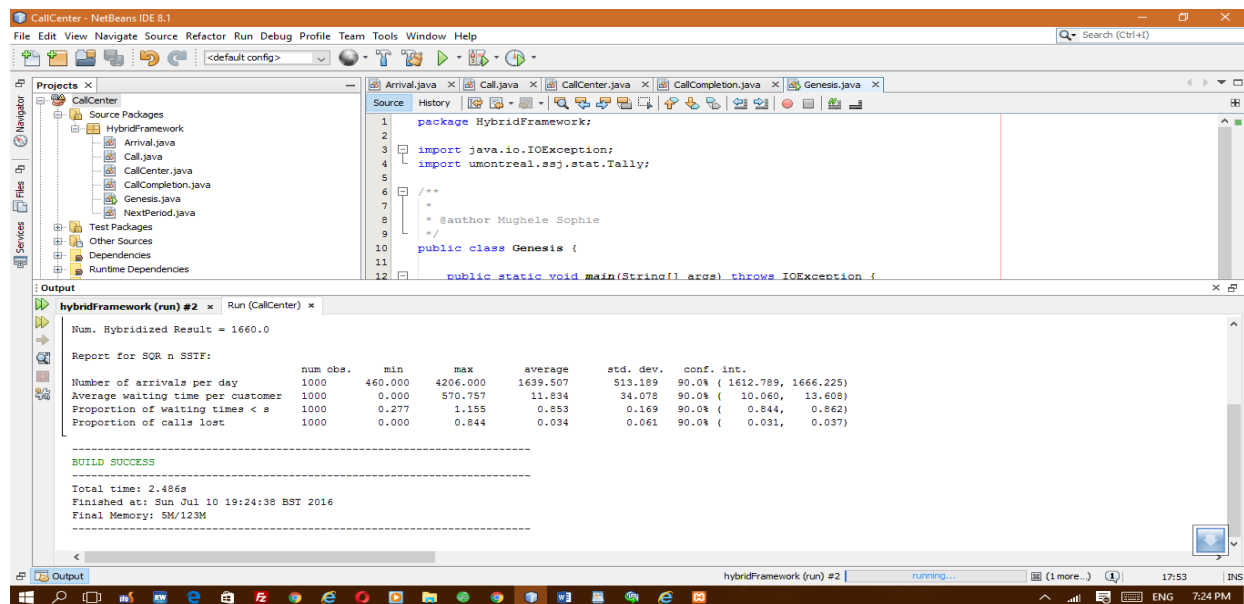 CallCenter - NetBeans IDE 8.1
File Edit View Navigate Source Refactor Run Debug Profile Team Tools Window Help
Search (Ctrl+I)
<default config>
Projects
Arrival.java Call.java CallCenter.java CallCompletion.java Genesis.java
CallCenter
Source History
Source Packages
HybridFramework
Arrival.java
Call.java
CallCenter.java
CallCompletion.java
Genesis.java
NextPeriod.java
Test Packages
Other Sources
Dependencies
Runtime Dependencies
Navigator
Files
Services
1 package HybridFramework;
2
3 import java.io.IOException;
4 import umontreal.ssj.stat.Tally;
5
6 /**
7 *
8 * @author Mughele Sophie
9 */
10 public class Genesis {
11
12 public static void main(String[] args) throws IOException {
Output
hybridFramework (run) #2 Run (CallCenter)
Num. Hybridized Result = 1660.0
Report for SQR n SSTF:
num obs. min max average std. dev. conf. int.
Number of arrivals per day 1000 460.000 4206.000 1639.507 513.189 90.0% ( 1612.789, 1666.225)
Average waiting time per customer 1000 0.000 570.757 11.834 34.078 90.0% ( 10.060, 13.608)
Proportion of waiting times < s 1000 0.277 1.155 0.853 0.169 90.0% ( 0.844, 0.862)
Proportion of calls lost 1000 0.000 0.844 0.034 0.061 90.0% ( 0.031, 0.037)
------------------------------------------------------------------------
BUILD SUCCESS
------------------------------------------------------------------------
Total time: 2.486s
Finished at: Sun Jul 10 19:24:38 BST 2016
Final Memory: 5M/123M
------------------------------------------------------------------------
Output
hybridFramework (run) #2 running... (1 more...) 1 17:53 INS
ENG 7:24 PM